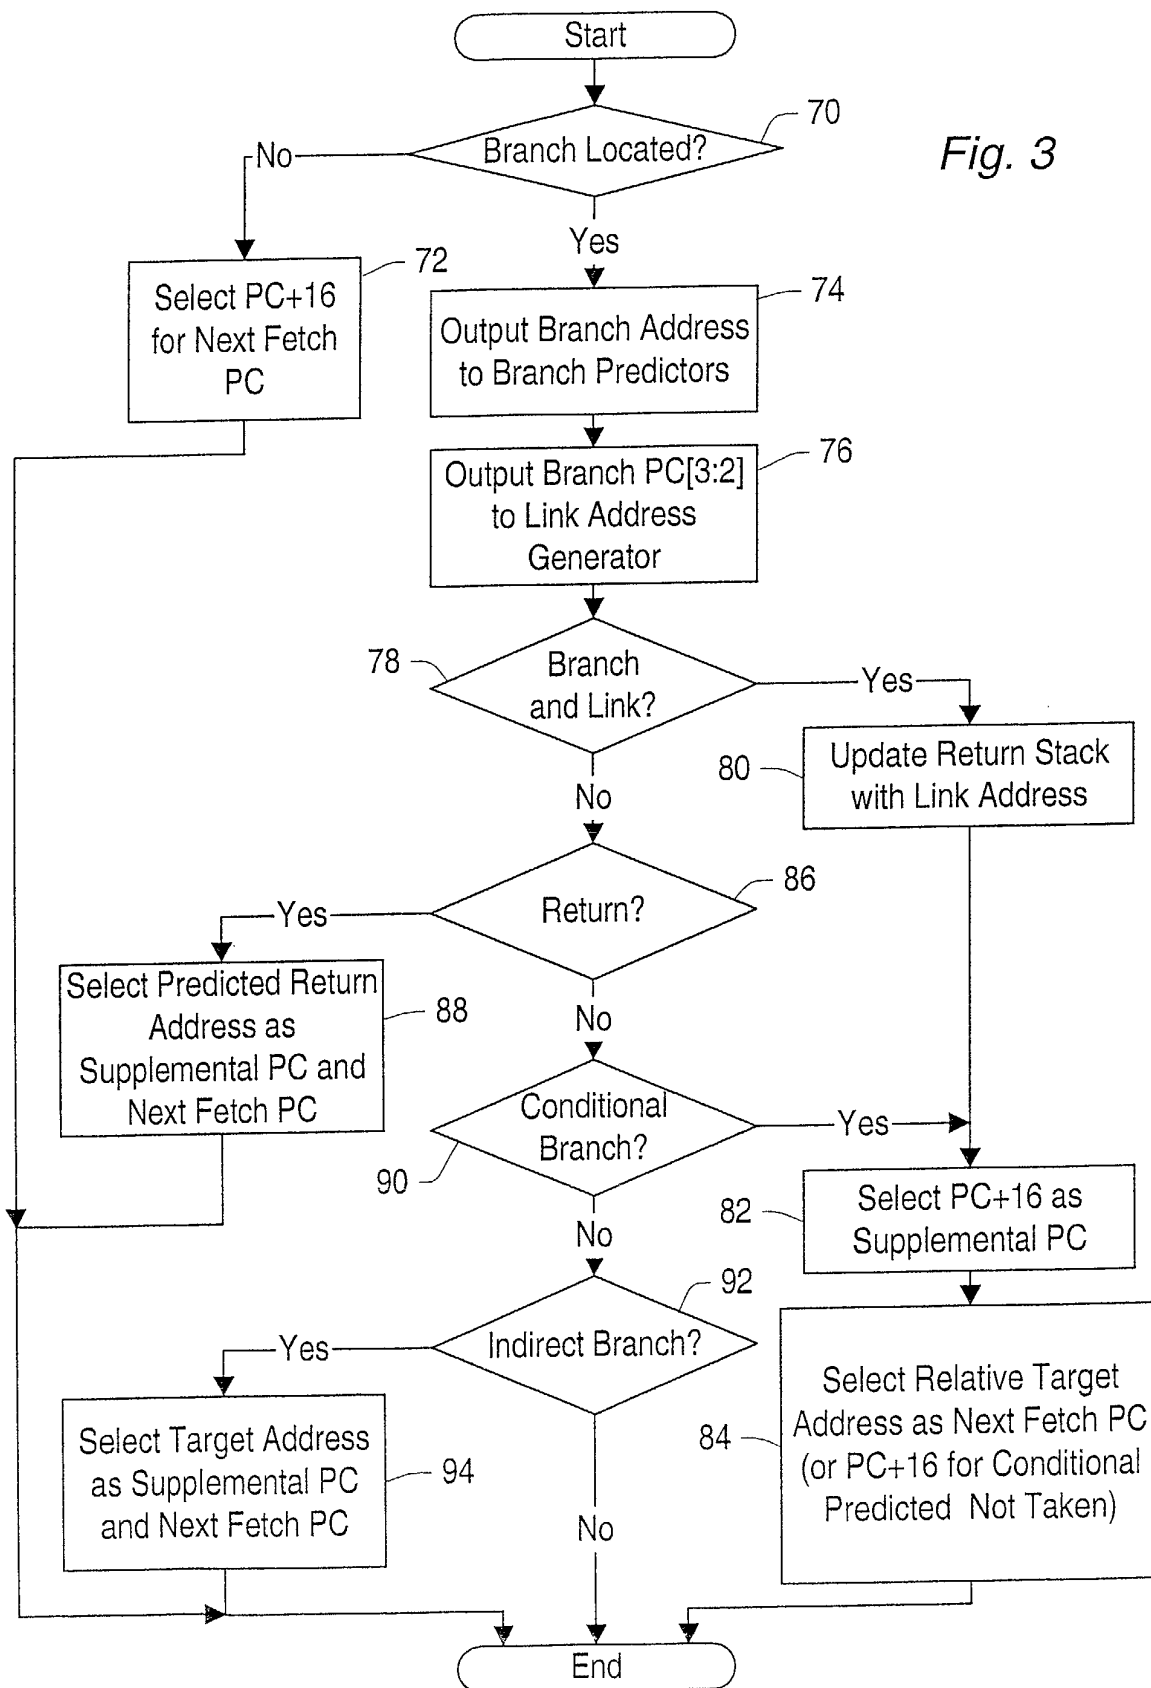 Start
70
Branch Located?
Fig. 3
No
Yes
72
Select PC+16
for Next Fetch
PC
74
Output Branch Address
to Branch Predictors
76
Output Branch PC[3:2]
to Link Address
Generator
78
Branch
and Link?
Yes
No
80
Update Return Stack
with Link Address
86
Return?
Yes
No
88
Select Predicted Return
Address as
Supplemental PC and
Next Fetch PC
90
Conditional
Branch?
Yes
No
82
Select PC+16 as
Supplemental PC
92
Indirect Branch?
Yes
No
84
Select Relative Target
Address as Next Fetch PC
(or PC+16 for Conditional
Predicted Not Taken)
94
Select Target Address
as Supplemental PC
and Next Fetch PC
End